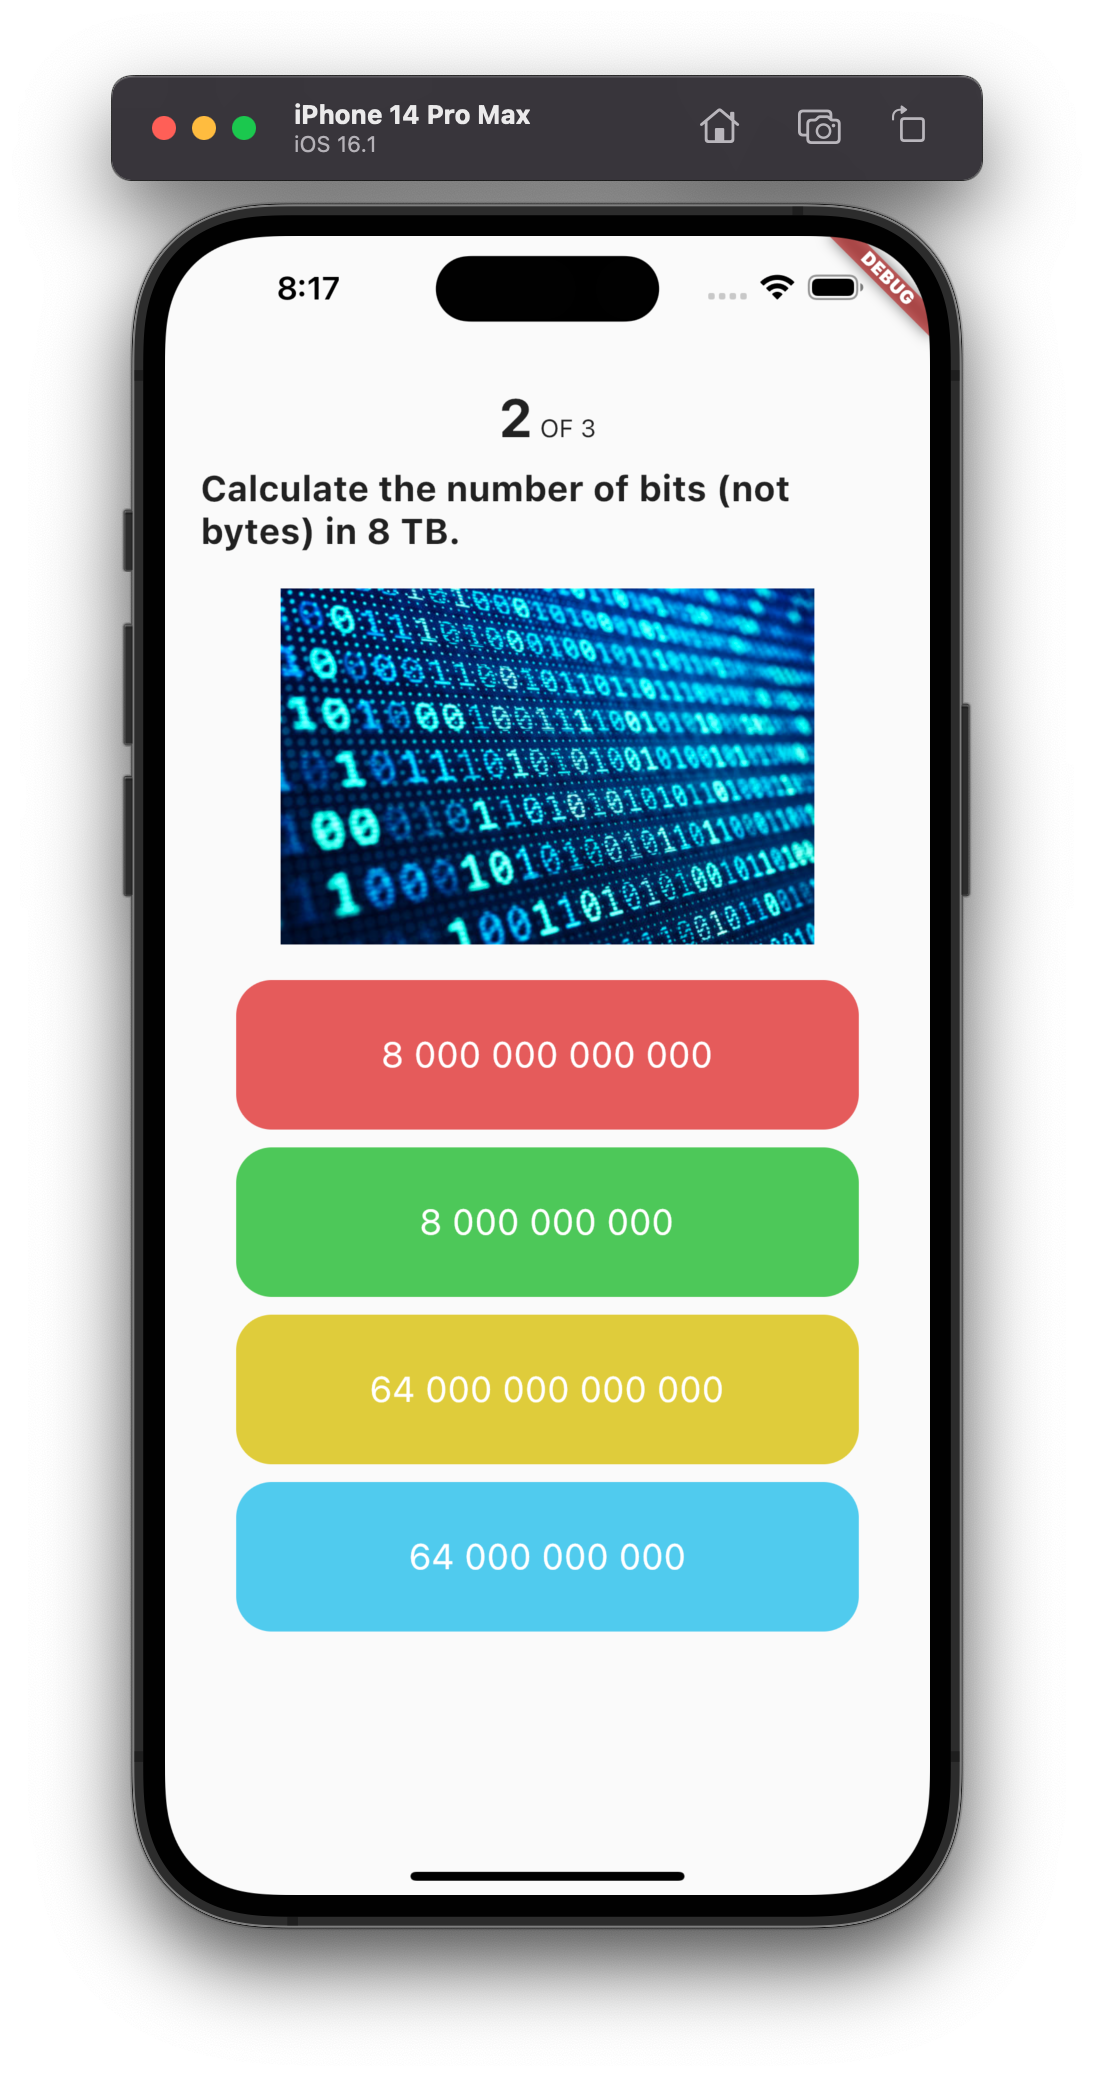 iPhone 14 Pro Max
iOS 16.1
8:17
DEBUG
2 OF 3
Calculate the number of bits (not
bytes) in 8 TB.
8 000 000 000 000
8 000 000 000
64 000 000 000 000
64 000 000 000